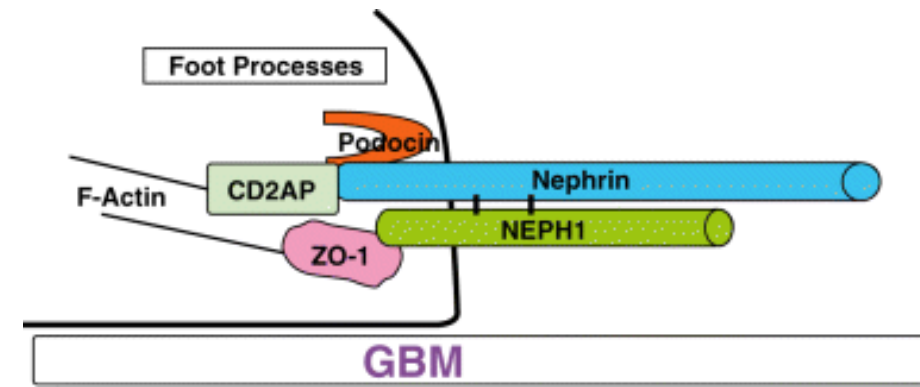 Foot Processes
Podocin
CD2AP
Nephrin
F-Actin
NEPH1
ZO-1
GBM